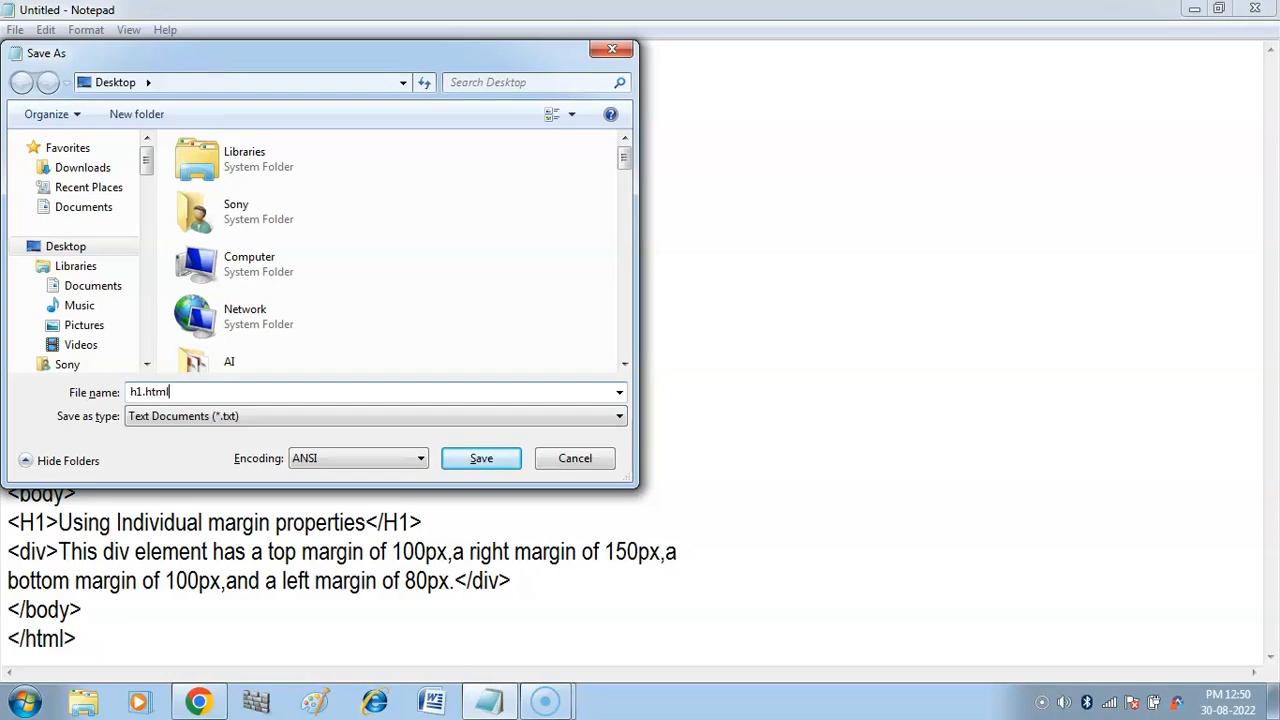 Untitled - Notepad
File Edit Format View Help
Save As
Desktop
Search Desktop
Organize New folder
Favorites
Downloads
Recent Places
Documents
Desktop
Libraries
Documents
Music
Pictures
Videos
Sony
Libraries
System Folder
Sony
System Folder
Computer
System Folder
Network
System Folder
AI
File name: h1.html
Save as type: Text Documents (*.txt)
Hide Folders Encoding: ANSI Save Cancel
<body>
<H1>Using Individual margin properties</H1>
<div>This div element has a top margin of 100px,a right margin of 150px,a
bottom margin of 100px,and a left margin of 80px.</div>
</body>
</html>
PM 12:50
30-08-2022